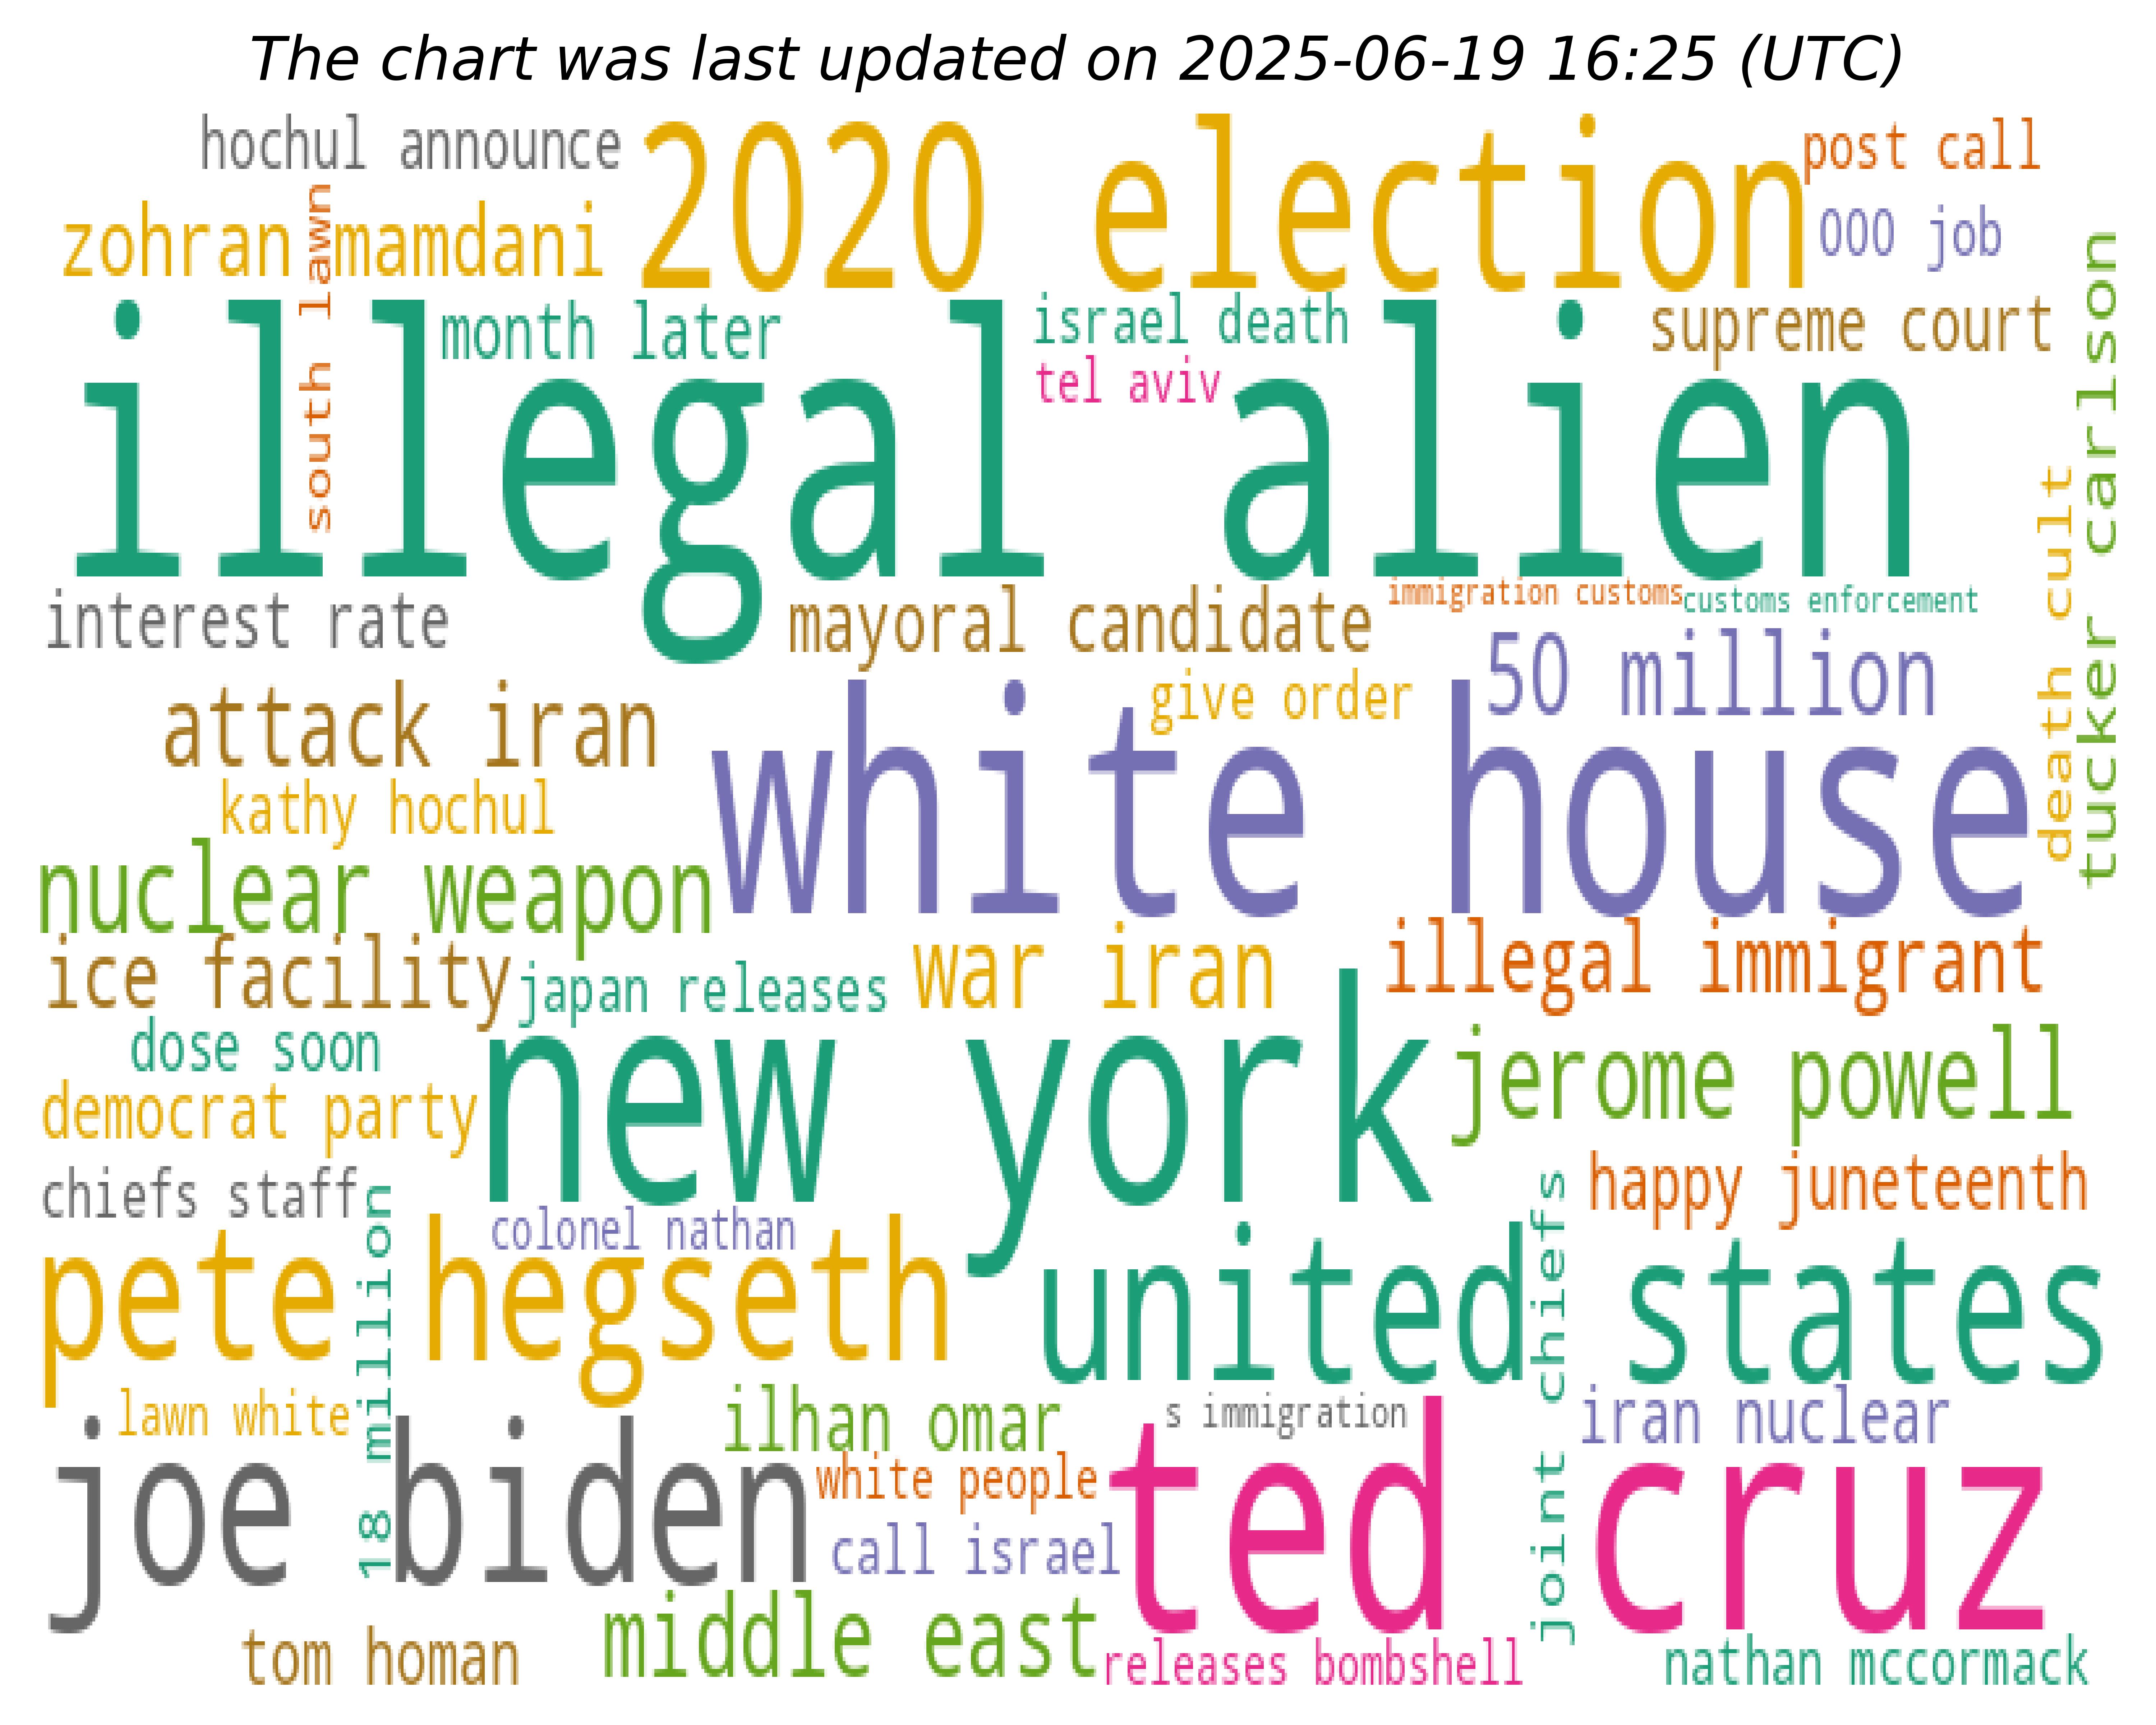 The chart was last updated on 2025-06-19 16:25 (UTC)
hochul announce
2020 election
post call
zohran mamdani
000 job
south lawn
month later
israel death
supreme court
tel aviv
tucker carlson
illegal alien
death cult
interest rate
mayoral candidate
immigration customs
customs enforcement
50 million
attack iran
give order
white house
kathy hochul
nuclear weapon
ice facility
japan releases
war iran
illegal immigrant
dose soon
new york
jerome powell
democrat party
chiefs staff
happy juneteenth
colonel nathan
pete hegseth
18 million
united states
joint chiefs
lawn white
ilhan omar
s immigration
iran nuclear
joe biden
white people
ted cruz
call israel
middle east
tom homan
releases bombshell
nathan mccormack